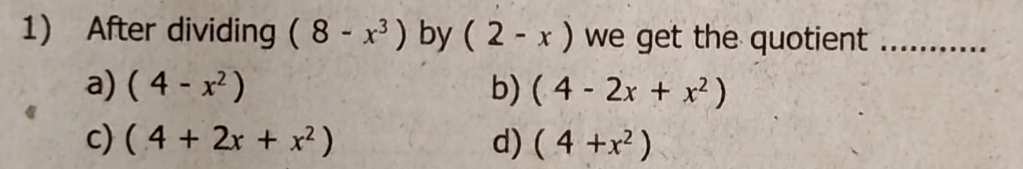 1) After dividing ( 8 - x³ ) by ( 2 - x ) we get the quotient ...........
a) ( 4 - x² ) b) ( 4 - 2x + x² )
c) ( 4 + 2x + x² ) d) ( 4 +x² )